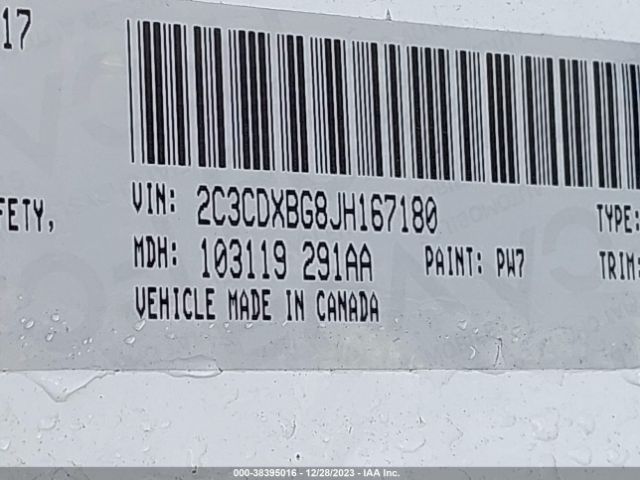 17
FETY,
VIN: 2C3CDXBG8JH167180
TYPE:
MDH: 103119 291AA
PAINT: PW7
TRIM:
VEHICLE MADE IN CANADA
000-38395016 - 12/28/2023 - IAA Inc.